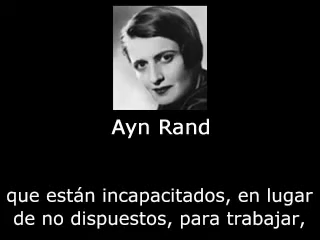 Ayn Rand
que están incapacitados, en lugar
de no dispuestos, para trabajar,